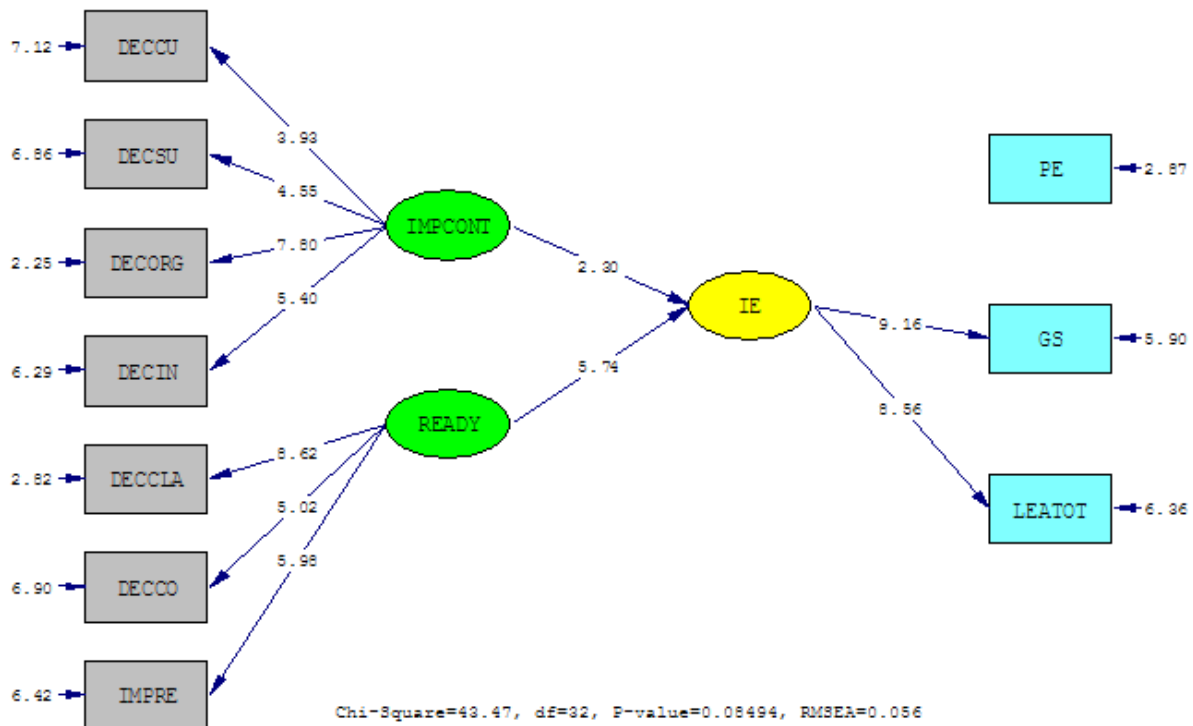 7.12 DECCU
3.93
6.86 DECSU
4.55
PE 2.87
IMPCONT
7.80
2.25 DECORG
2.30
5.40
IE
9.16
GS 5.90
6.29 DECIN
5.74
8.56
READY
8.62
2.82 DECCLA
5.02
LEATOT 6.36
5.98
6.90 DECCO
6.42 IMPRE
Chi-Square=43.47, df=32, P-value=0.08494, RMSEA=0.056